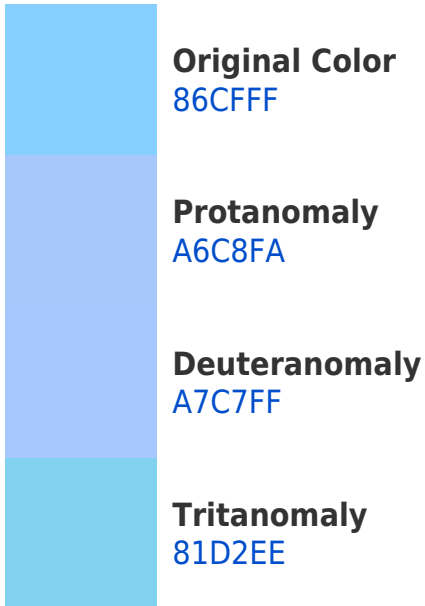 Original Color
86CFFF
Protanomaly
A6C8FA
Deuteranomaly
A7C7FF
Tritanomaly
81D2EE